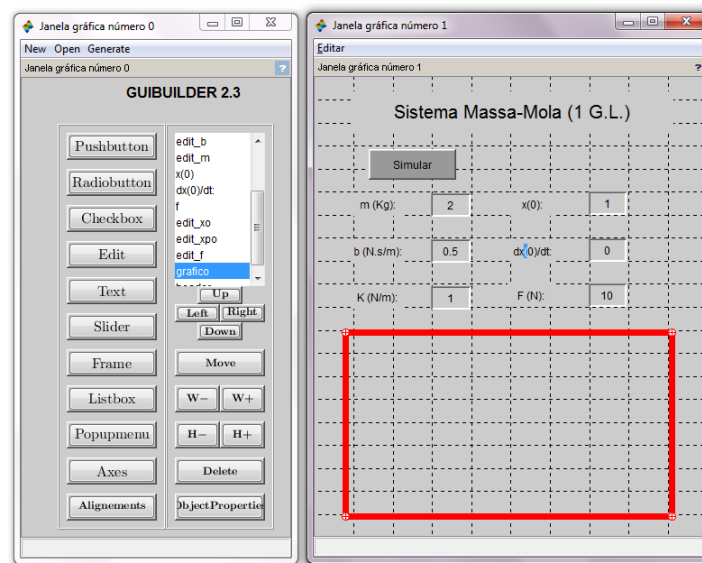 Janela gráfica número 0
New Open Generate
Janela gráfica número 0
?
GUIBUILDER 2.3
Pushbutton
Radiobutton
Checkbox
Edit
Text
Slider
Frame
Listbox
Popupmenu
Axes
Alignements
edit_b
edit_m
x(0)
dx(0)/dt:
f
edit_xo
edit_xpo
edit_f
grafico
Up
Left Right
Down
Move
W− W+
H− H+
Delete
ObjectPropertie
Janela gráfica número 1
Editar
Janela gráfica número 1
?
Sistema Massa-Mola (1 G.L.)
Simular
m (Kg): 2 x(0): 1
b (N.s/m): 0.5 dx(0)/dt: 0
K (N/m): 1 F (N): 10